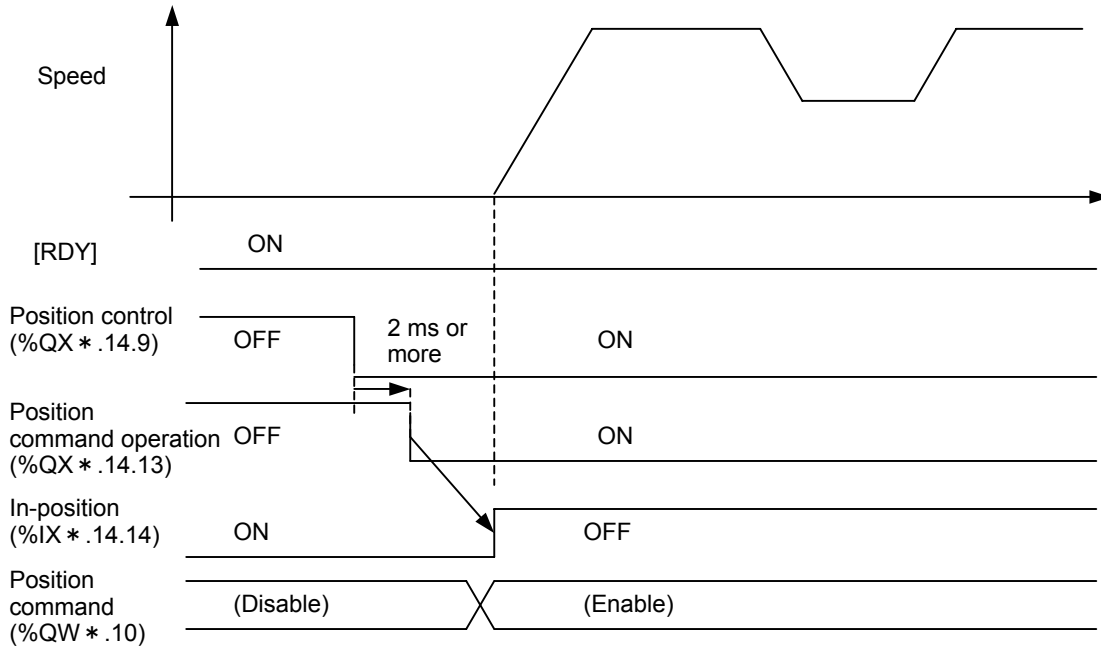 Speed
[RDY]
ON
Position control
(%QX＊.14.9)
OFF
2 ms or
more
ON
Position
command operation
(%QX＊.14.13)
OFF
ON
In-position
(%IX＊.14.14)
ON
OFF
Position
command
(%QW＊.10)
(Disable)
(Enable)